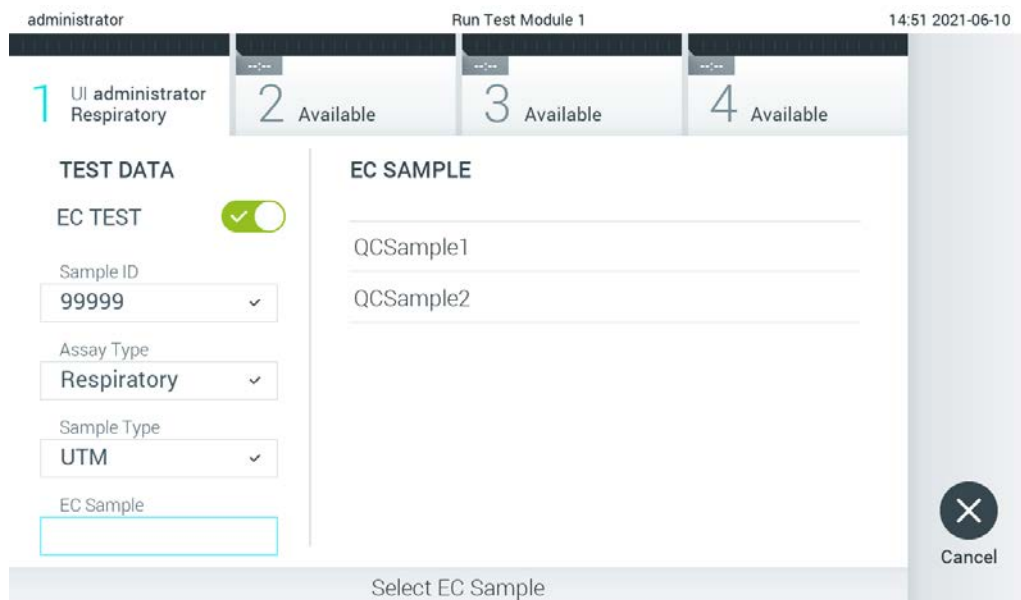 administrator
Run Test Module 1
14:51 2021-06-10
1 UI administrator
Respiratory
--:--
2 Available
--:--
3 Available
--:--
4 Available
TEST DATA
EC TEST
Sample ID
99999
Assay Type
Respiratory
Sample Type
UTM
EC Sample
EC SAMPLE
QCSample1
QCSample2
Cancel
Select EC Sample